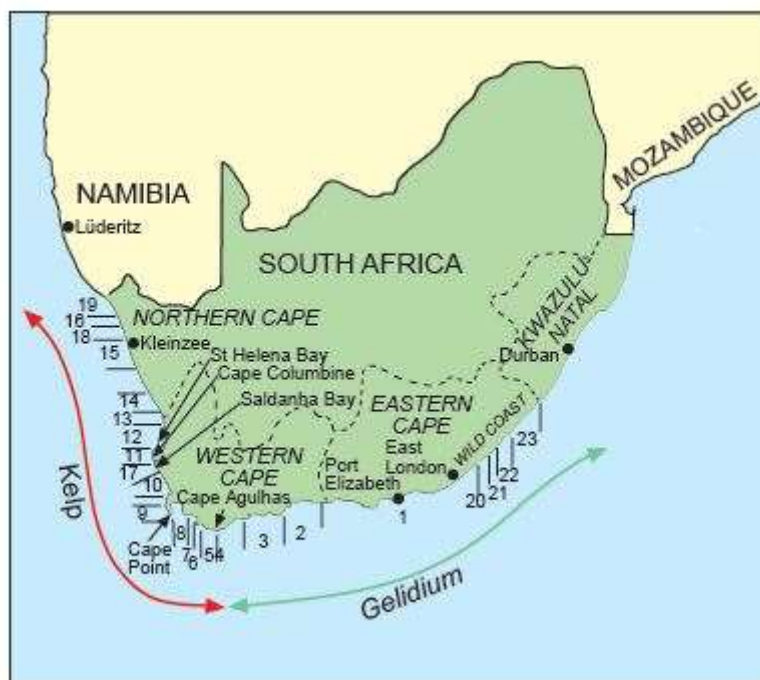 MOZAMBIQUE
NAMIBIA
Lüderitz
SOUTH AFRICA
KWAZULU
NATAL
19
NORTHERN CAPE
16
18
Kleinzee
15
St Helena Bay
Durban
Cape Columbine
14
Saldanha Bay
EASTERN
CAPE
WILD COAST
13
12
23
11
WESTERN
CAPE
East
London
17
Port
Elizabeth
22
10
Cape Agulhas
21
20
9
1
8
7
6
5
4
3
2
Cape
Point
Kelp
Gelidium